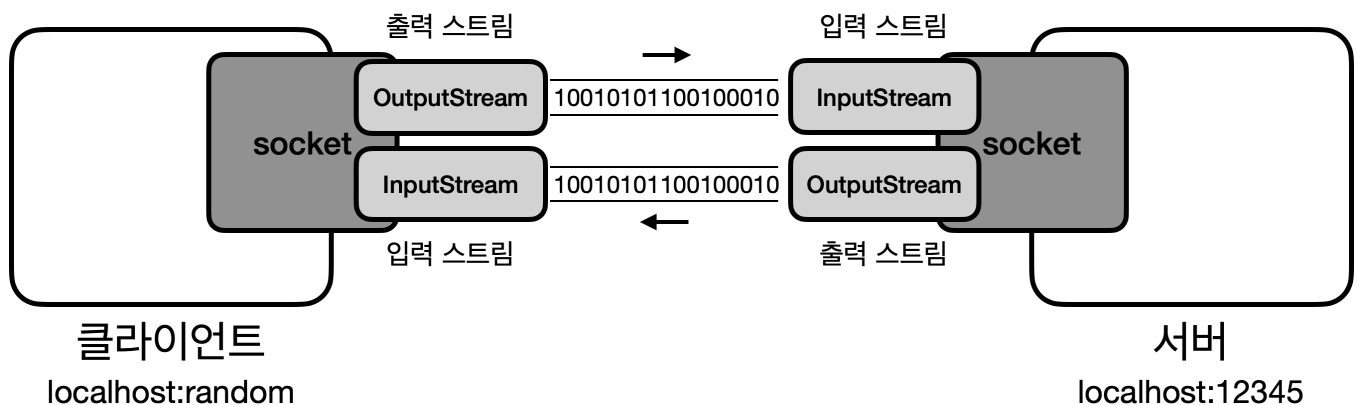 출력 스트림
입력 스트림
OutputStream
10010101100100010
InputStream
socket
socket
InputStream
10010101100100010
OutputStream
입력 스트림
출력 스트림
클라이언트
서버
localhost:random
localhost:12345